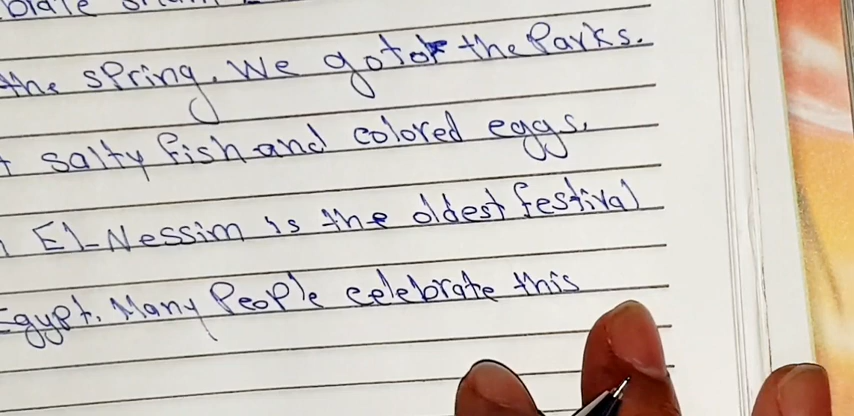 the spring. We go to the Parks.
salty fish and colored eggs.
El-Nessim is the oldest festival
Egypt. Many People celebrate this